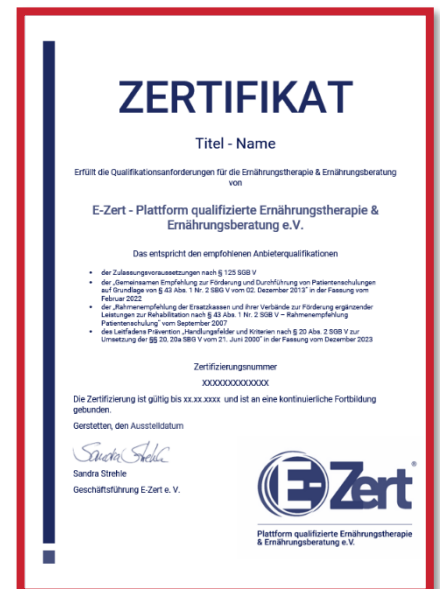 ZERTIFIKAT
Titel - Name
Erfüllt die Qualifikationsanforderungen für die Ernährungstherapie & Ernährungsberatung
von
E-Zert - Plattform qualifizierte Ernährungstherapie &
Ernährungsberatung e.V.
Das entspricht den empfohlenen Anbieterqualifikationen
• der Zulassungsvoraussetzungen nach § 125 SGB V
• der „Gemeinsamen Empfehlung zur Förderung und Durchführung von Patientenschulungen
auf Grundlage von § 43 Abs. 1 Nr. 2 SBG V vom 02. Dezember 2013" in der Fassung vom
Februar 2022
• der „Rahmenempfehlung der Ersatzkassen und ihrer Verbände zur Förderung ergänzender
Leistungen zur Rehabilitation nach § 43 Abs. 1 Nr. 2 SGB V – Rahmenempfehlung
Patientenschulung" vom September 2007
• des Leitfadens Prävention „Handlungsfelder und Kriterien nach § 20 Abs. 2 SGB V zur
Umsetzung der §§ 20, 20a SBG V vom 21. Juni 2000" in der Fassung vom Dezember 2023
Zertifizierungsnummer
XXXXXXXXXXXXX
Die Zertifizierung ist gültig bis xx.xx.xxxx und ist an eine kontinuierliche Fortbildung
gebunden.
Gerstetten, den Ausstelldatum
Sandra Strehle
Sandra Strehle
Geschäftsführung E-Zert e. V.
E-Zert®
Plattform qualifizierte Ernährungstherapie
& Ernährungsberatung e.V.